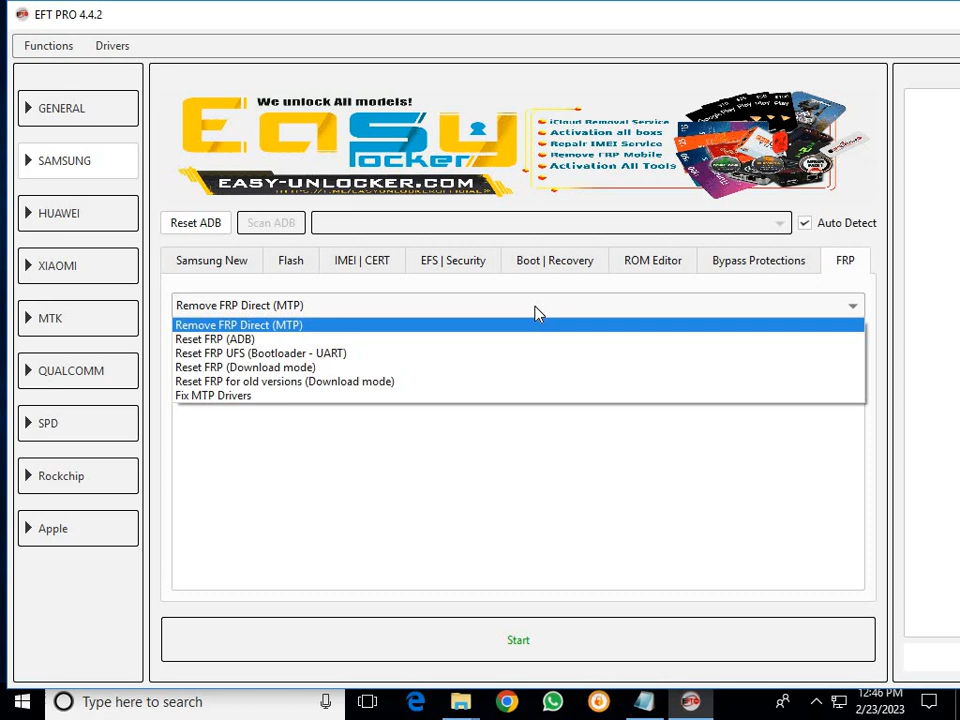 EFT PRO 4.4.2
Functions Drivers
GENERAL
SAMSUNG
HUAWEI
XIAOMI
MTK
QUALCOMM
SPD
Rockchip
Apple
We unlock All models!
Easy
locker
EASY-UNLOCKER.COM
iCloud Removal Service
Activation all boxs
Repair IMEI Service
Remove FRP Mobile
Activation All Tools
Reset ADB Scan ADB Auto Detect
Samsung New Flash IMEI | CERT EFS | Security Boot | Recovery ROM Editor Bypass Protections FRP
Remove FRP Direct (MTP)
Remove FRP Direct (MTP)
Reset FRP (ADB)
Reset FRP UFS (Bootloader - UART)
Reset FRP (Download mode)
Reset FRP for old versions (Download mode)
Fix MTP Drivers
Start
Type here to search
12:46 PM
2/23/2023